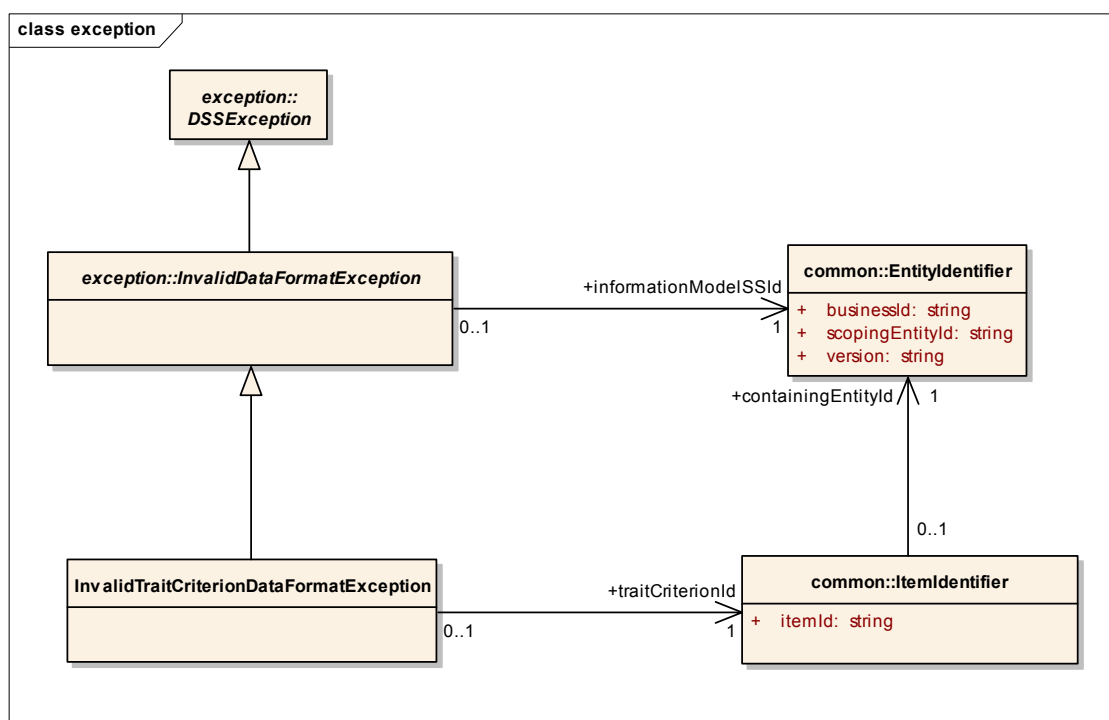 class exception
exception::
DSSException
exception::InvalidDataFormatException
+informationModelSSId
0..1
1
common::EntityIdentifier
+ businessId: string
+ scopingEntityId: string
+ version: string
+containingEntityId
1
0..1
InvalidTraitCriterionDataFormatException
+traitCriterionId
0..1
1
common::ItemIdentifier
+ itemId: string